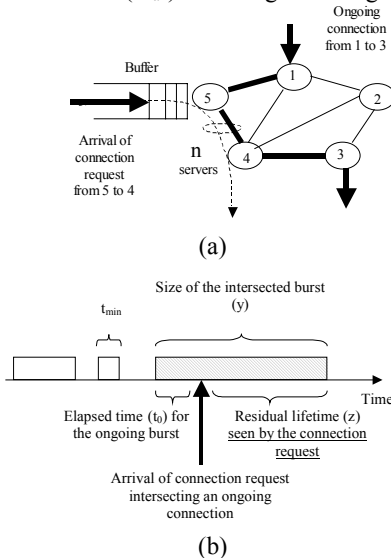 Ongoing
connection
from 1 to 3
Buffer
1
5
2
Arrival of
connection
request
from 5 to 4
n
servers
4
3
(a)
Size of the intersected burst
(y)
tmin
Time
Elapsed time (t0) for
the ongoing burst
Residual lifetime (z)
seen by the connection
request
Arrival of connection request
intersecting an ongoing
connection
(b)